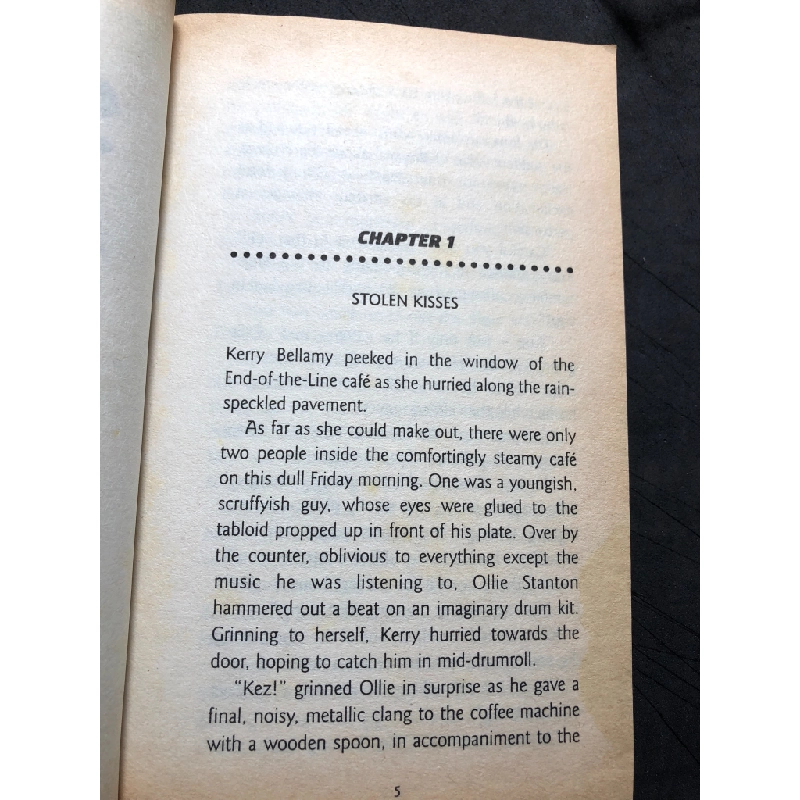 CHAPTER 1
STOLEN KISSES
Kerry Bellamy peeked in the window of the
End-of-the-Line café as she hurried along the rain-
speckled pavement.
As far as she could make out, there were only
two people inside the comfortingly steamy café
on this dull Friday morning. One was a youngish,
scruffyish guy, whose eyes were glued to the
tabloid propped up in front of his plate. Over by
the counter, oblivious to everything except the
music he was listening to, Ollie Stanton
hammered out a beat on an imaginary drum kit.
Grinning to herself, Kerry hurried towards the
door, hoping to catch him in mid-drumroll.
"Kez!" grinned Ollie in surprise as he gave a
final, noisy, metallic clang to the coffee machine
with a wooden spoon, in accompaniment to the
5